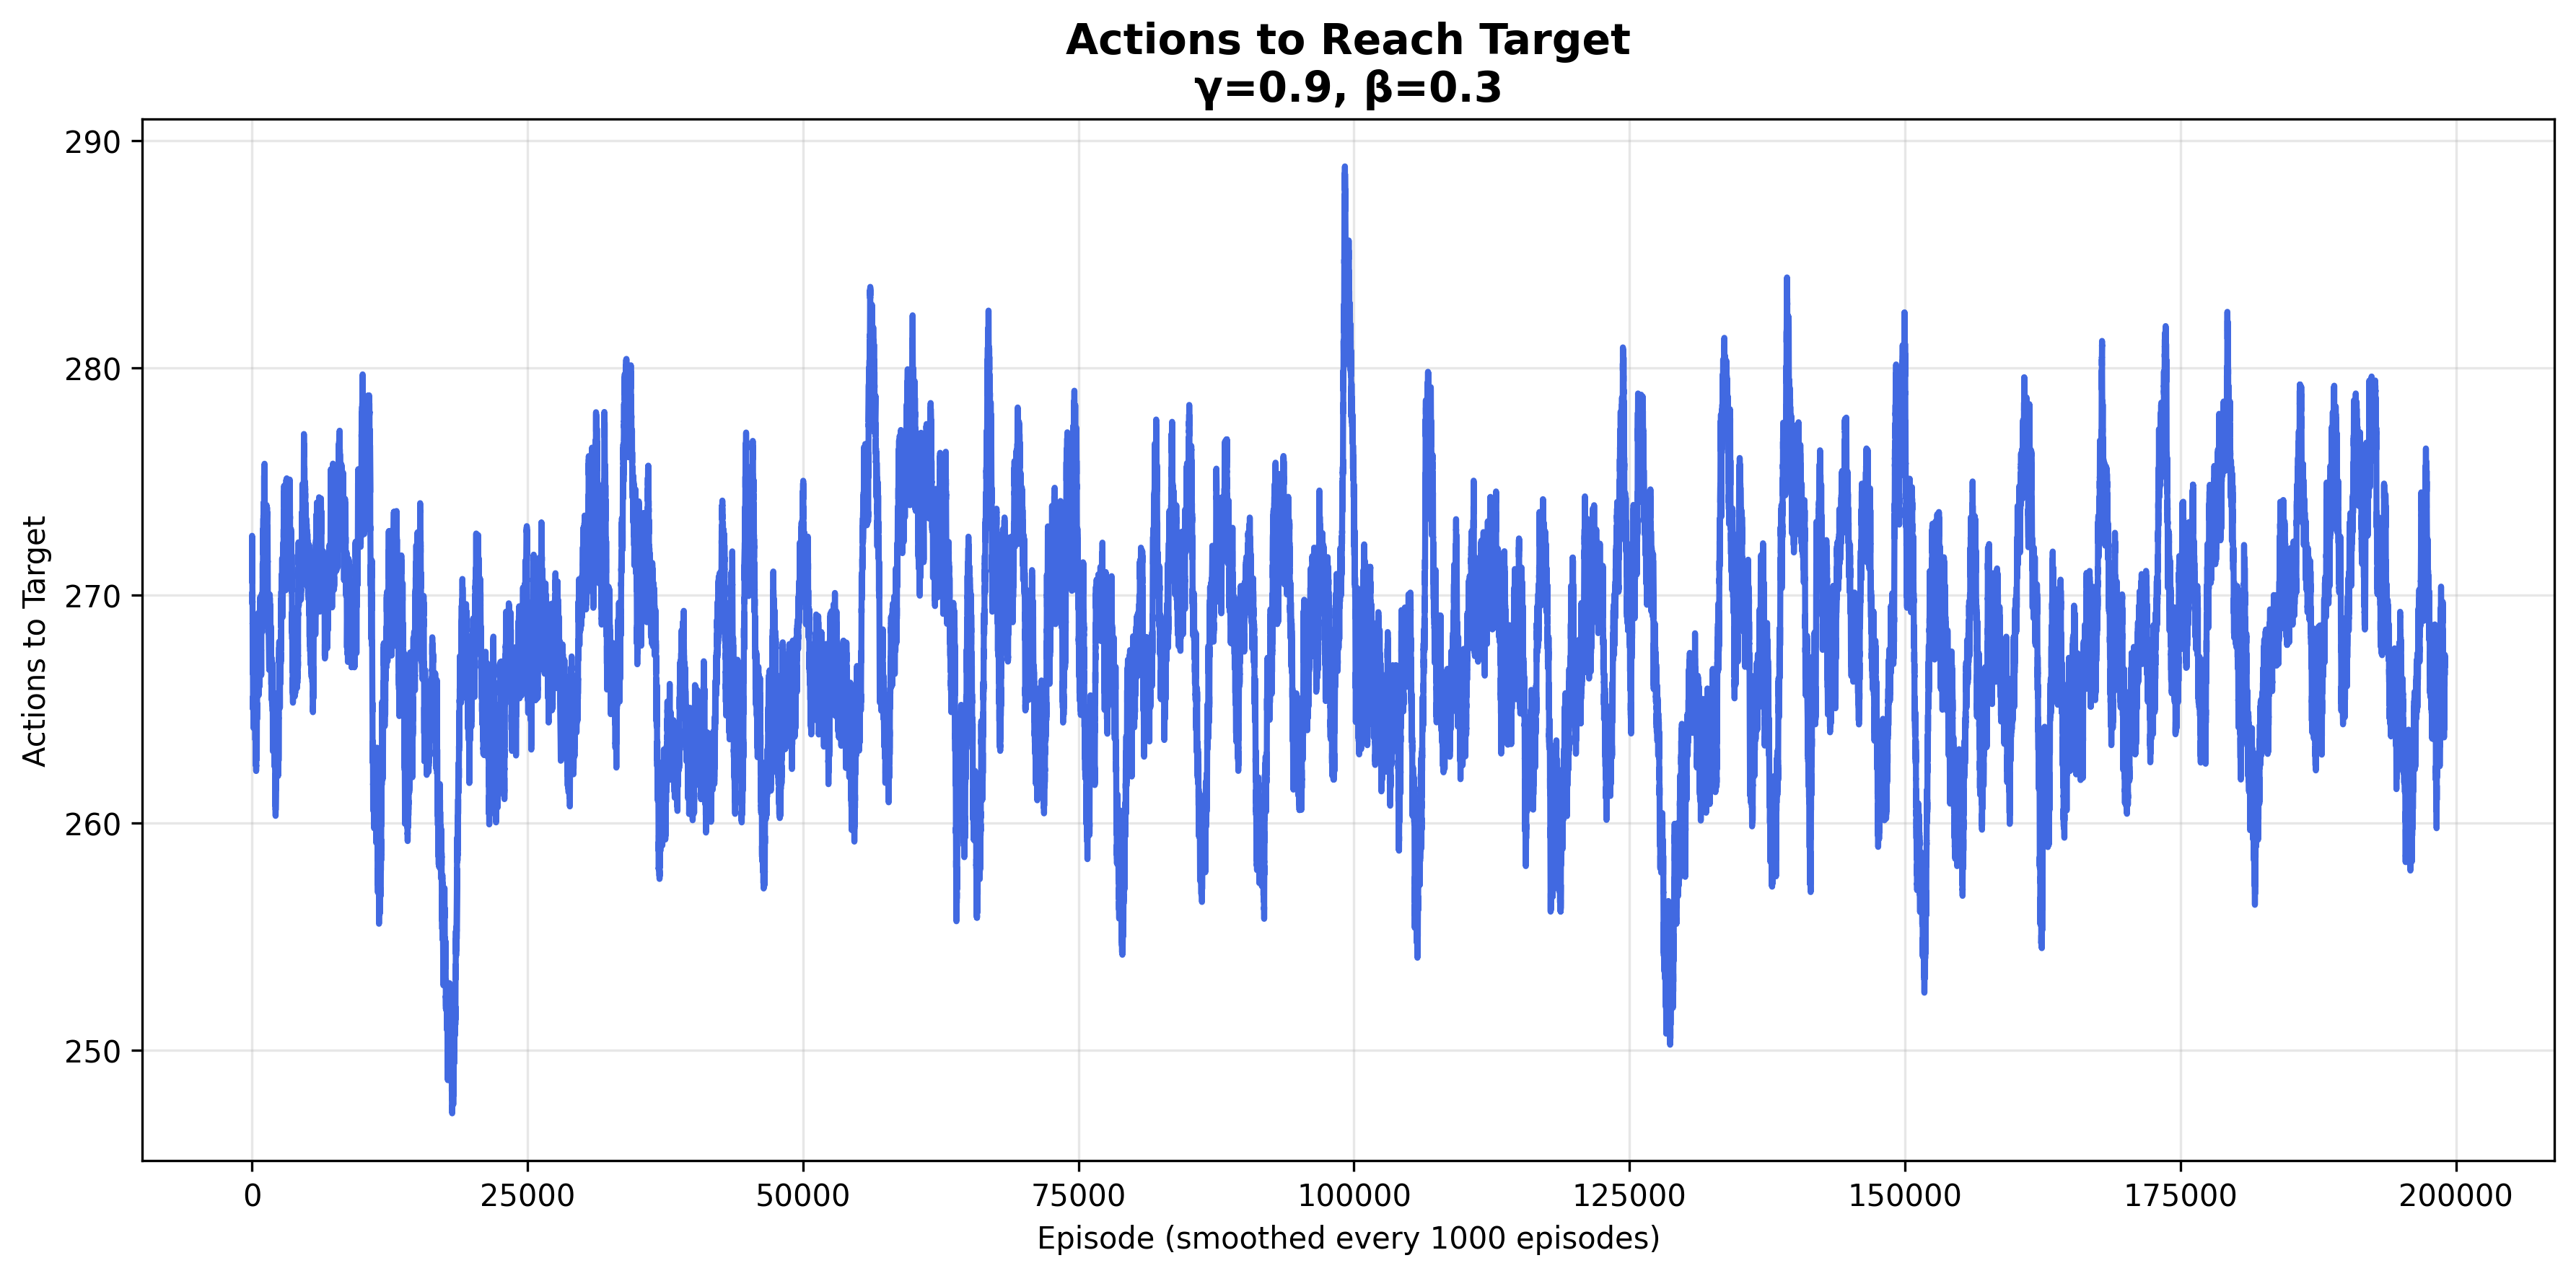 Actions to Reach Target
γ=0.9, β=0.3
Actions to Target
290
280
270
260
250
0 25000 50000 75000 100000 125000 150000 175000 200000
Episode (smoothed every 1000 episodes)